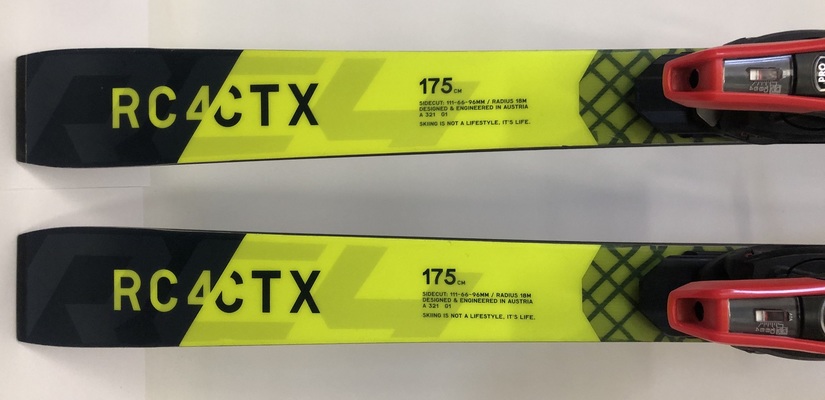 RC4CTX
175CM
SIDECUT: 111-66-96MM / RADIUS 18M
DESIGNED & ENGINEERED IN AUSTRIA
A 321 01
SKIING IS NOT A LIFESTYLE, IT'S LIFE.
PRO
RC4CTX
175CM
SIDECUT: 111-66-96MM / RADIUS 18M
DESIGNED & ENGINEERED IN AUSTRIA
A 321 01
SKIING IS NOT A LIFESTYLE, IT'S LIFE.